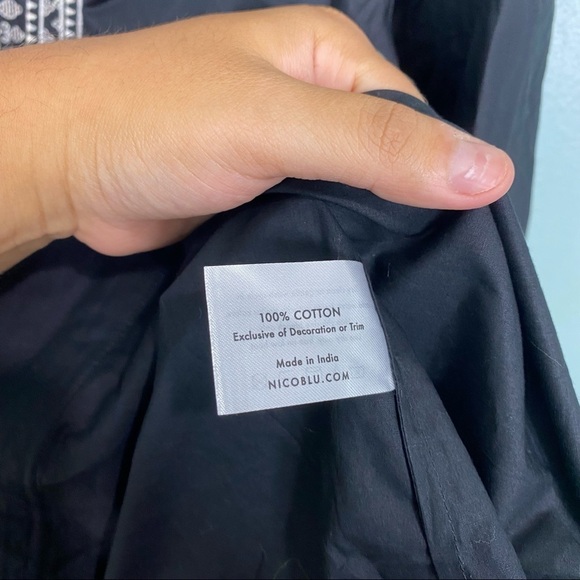 100% COTTON
Exclusive of Decoration or Trim
Made in India
NICOBLU.COM